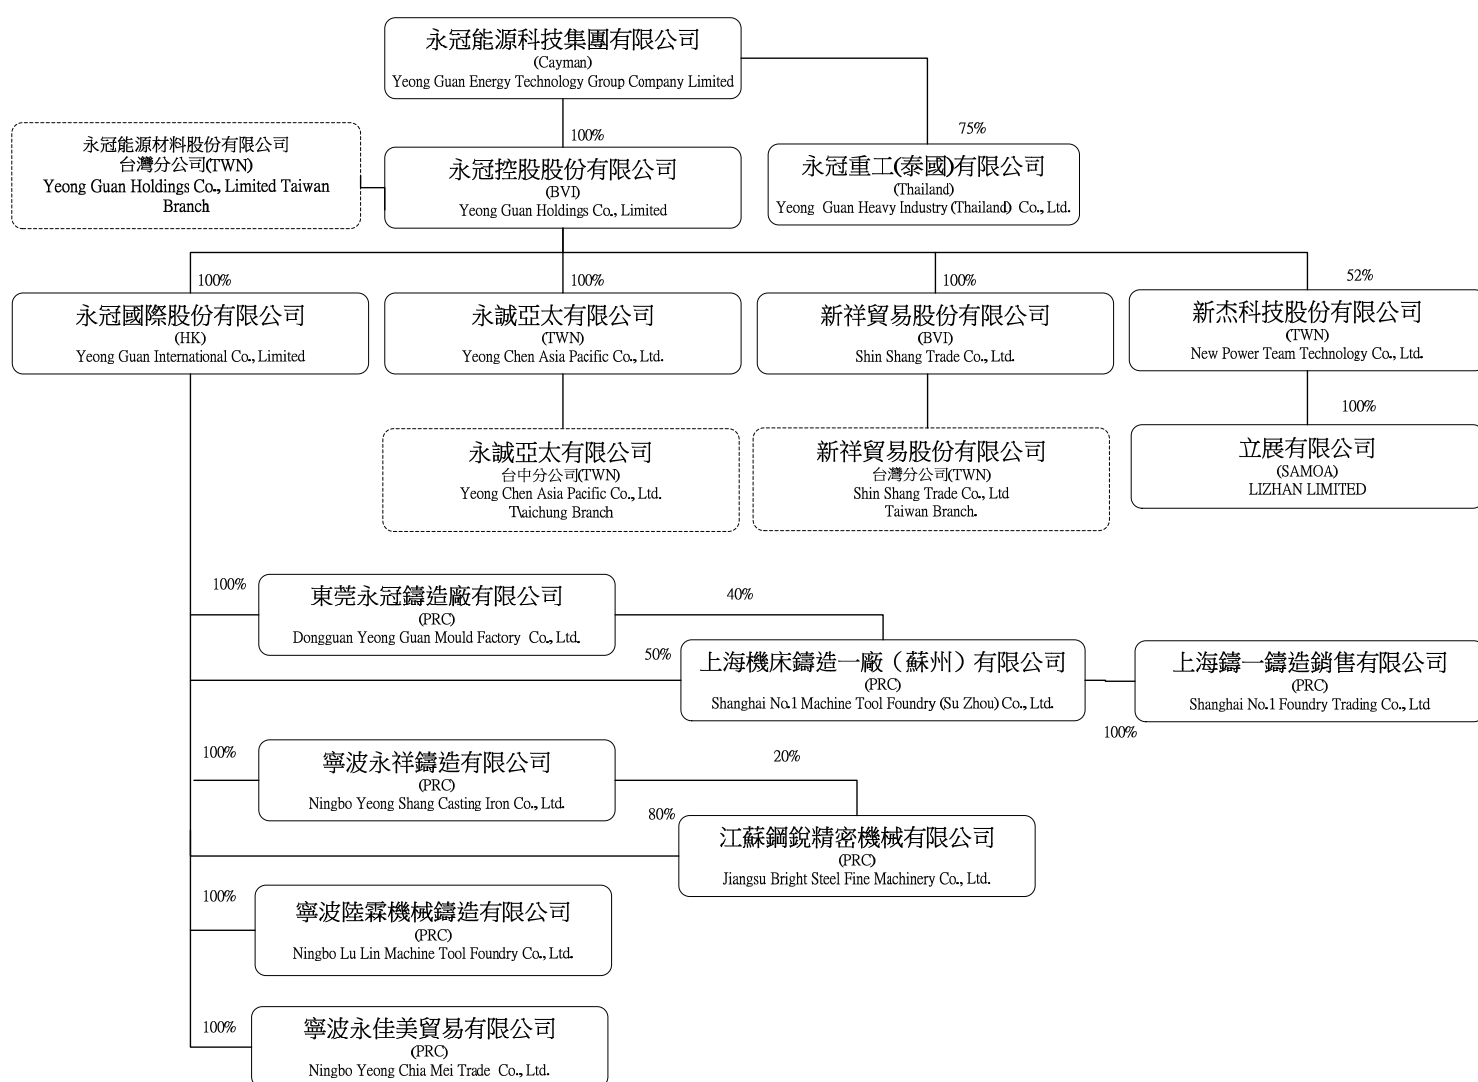 永冠能源科技集團有限公司
(Cayman)
Yeong Guan Energy Technology Group Company Limited
100%
75%
永冠能源材料股份有限公司
台灣分公司(TWN)
Yeong Guan Holdings Co., Limited Taiwan
Branch
永冠控股股份有限公司
(BVI)
Yeong Guan Holdings Co., Limited
永冠重工(泰國)有限公司
(Thailand)
Yeong Guan Heavy Industry (Thailand) Co., Ltd.
100%
100%
100%
52%
永冠國際股份有限公司
(HK)
Yeong Guan International Co., Limited
永誠亞太有限公司
(TWN)
Yeong Chen Asia Pacific Co., Ltd.
新祥貿易股份有限公司
(BVI)
Shin Shang Trade Co., Ltd.
新杰科技股份有限公司
(TWN)
New Power Team Technology Co., Ltd.
100%
永誠亞太有限公司
台中分公司(TWN)
Yeong Chen Asia Pacific Co., Ltd.
Taichung Branch
新祥貿易股份有限公司
台灣分公司(TWN)
Shin Shang Trade Co., Ltd
Taiwan Branch.
立展有限公司
(SAMOA)
LIZHAN LIMITED
100%
東莞永冠鑄造廠有限公司
(PRC)
Dongguan Yeong Guan Mould Factory Co., Ltd.
40%
50%
上海機床鑄造一廠（蘇州）有限公司
(PRC)
Shanghai No.1 Machine Tool Foundry (Su Zhou) Co., Ltd.
上海鑄一鑄造銷售有限公司
(PRC)
Shanghai No.1 Foundry Trading Co., Ltd
100%
100%
寧波永祥鑄造有限公司
(PRC)
Ningbo Yeong Shang Casting Iron Co., Ltd.
20%
80%
江蘇鋼銳精密機械有限公司
(PRC)
Jiangsu Bright Steel Fine Machinery Co., Ltd.
100%
寧波陸霖機械鑄造有限公司
(PRC)
Ningbo Lu Lin Machine Tool Foundry Co., Ltd.
100%
寧波永佳美貿易有限公司
(PRC)
Ningbo Yeong Chia Mei Trade Co., Ltd.